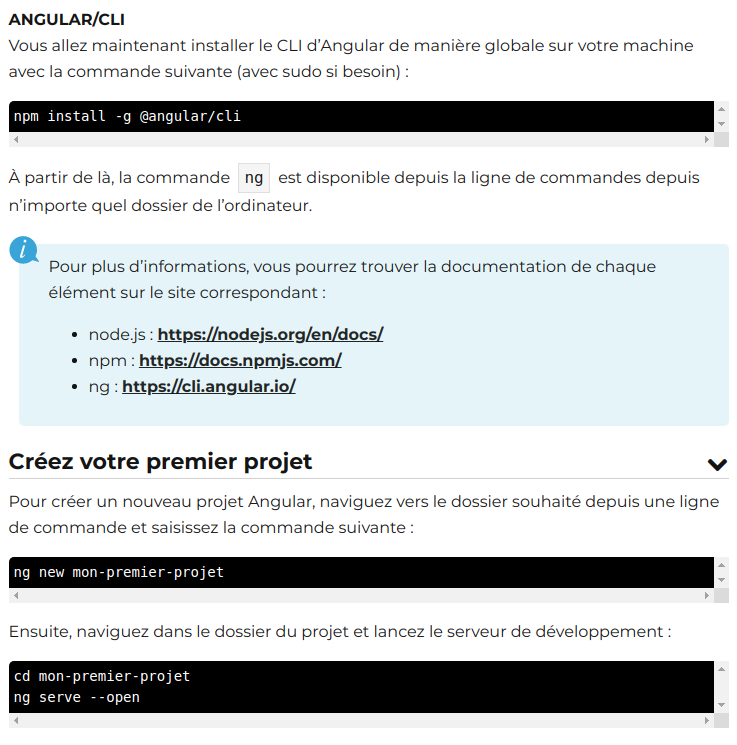 ANGULAR/CLI
Vous allez maintenant installer le CLI d’Angular de manière globale sur votre machine
avec la commande suivante (avec sudo si besoin) :
npm install -g @angular/cli
À partir de là, la commande ng est disponible depuis la ligne de commandes depuis
n’importe quel dossier de l’ordinateur.
i
Pour plus d’informations, vous pourrez trouver la documentation de chaque
élément sur le site correspondant :
• node.js : https://nodejs.org/en/docs/
• npm : https://docs.npmjs.com/
• ng : https://cli.angular.io/
Créez votre premier projet
Pour créer un nouveau projet Angular, naviguez vers le dossier souhaité depuis une ligne
de commande et saisissez la commande suivante :
ng new mon-premier-projet
Ensuite, naviguez dans le dossier du projet et lancez le serveur de développement :
cd mon-premier-projet
ng serve --open